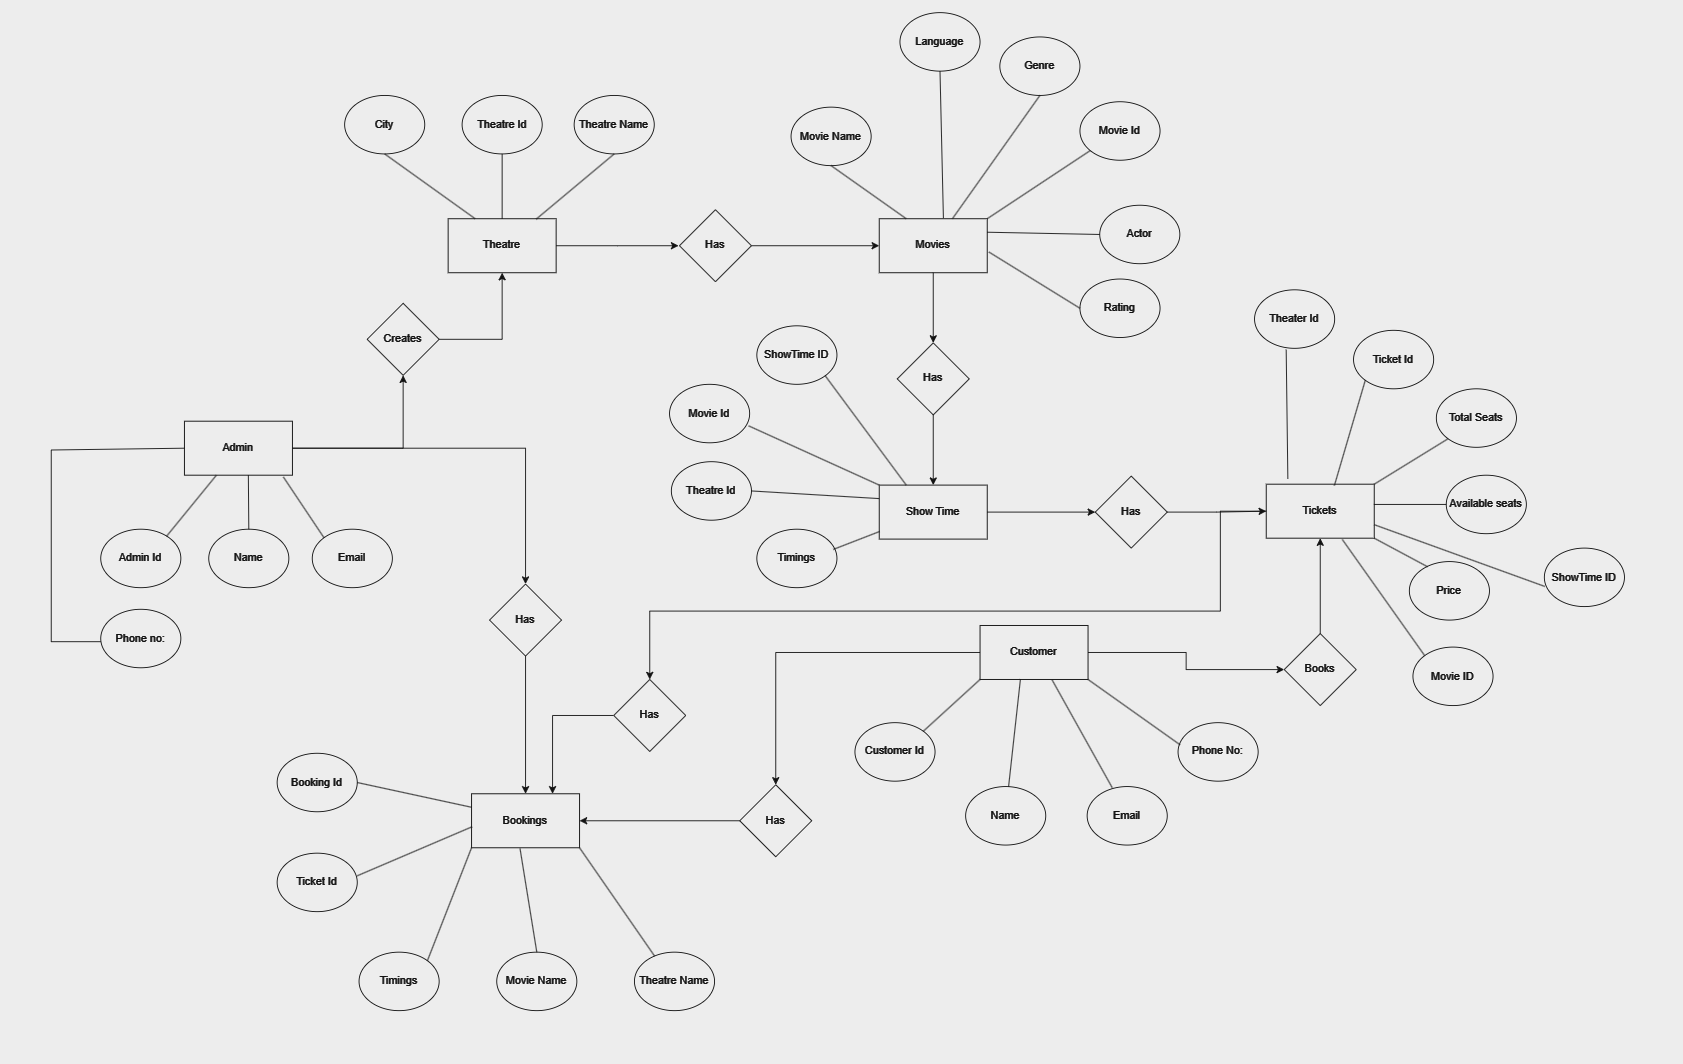 Language
Genre
City
Theatre Id
Theatre Name
Movie Name
Movie Id
Theatre
Has
Movies
Actor
Rating
Creates
Has
ShowTime ID
Movie Id
Theatre Id
Timings
Show Time
Has
Theater Id
Ticket Id
Total Seats
Available seats
Tickets
ShowTime ID
Price
Movie ID
Books
Admin
Admin Id
Name
Email
Phone no:
Has
Has
Customer
Customer Id
Name
Email
Phone No:
Has
Bookings
Booking Id
Ticket Id
Timings
Movie Name
Theatre Name